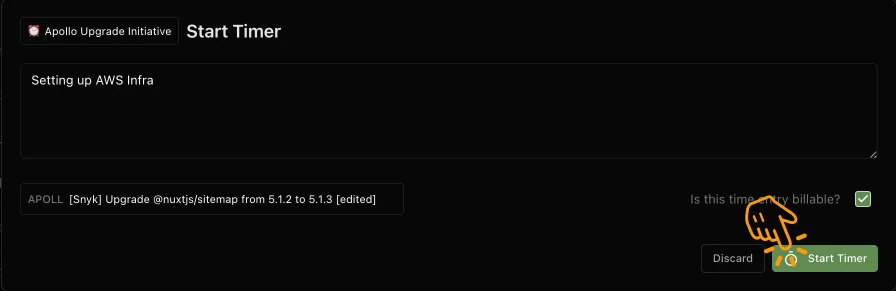 Apollo Upgrade Initiative Start Timer
Setting up AWS Infra
APOLL [Snyk] Upgrade @nuxtjs/sitemap from 5.1.2 to 5.1.3 [edited] Is this time entry billable?
Discard Start Timer